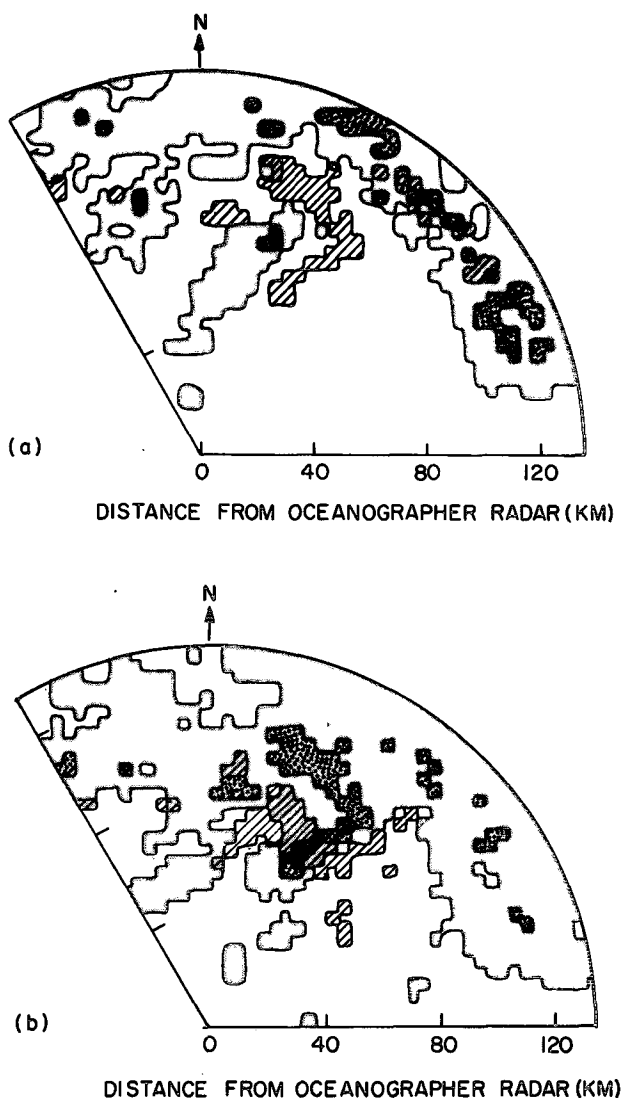 N
(a)
0 40 80 120
DISTANCE FROM OCEANOGRAPHER RADAR (KM)
N
(b)
0 40 80 120
DISTANCE FROM OCEANOGRAPHER RADAR (KM)